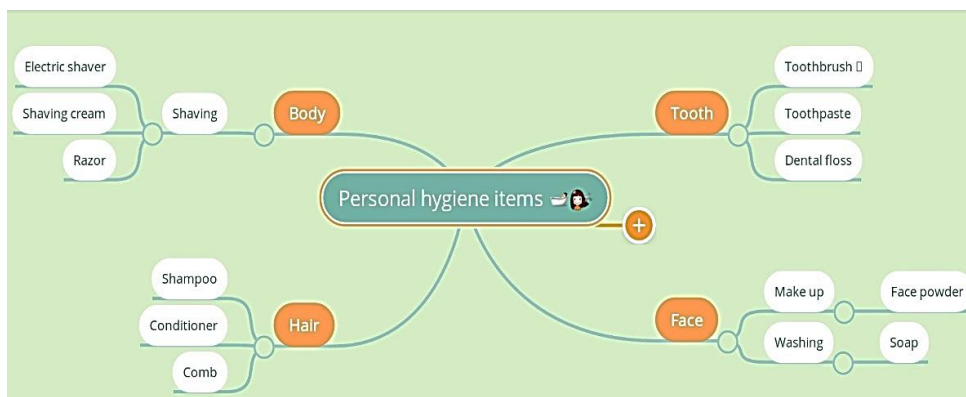 Personal hygiene items
Body
Shaving
Electric shaver
Shaving cream
Razor
Tooth
Toothbrush
Toothpaste
Dental floss
Hair
Shampoo
Conditioner
Comb
Face
Make up
Face powder
Washing
Soap